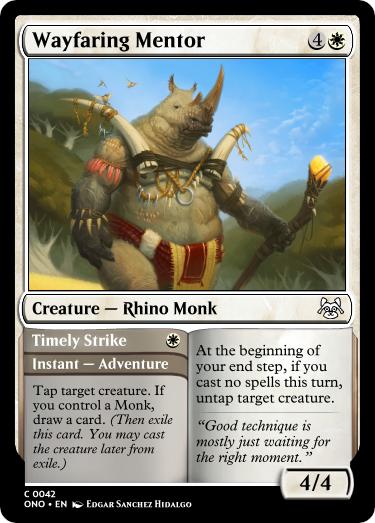 Wayfaring Mentor 4
Creature — Rhino Monk
Timely Strike
Instant — Adventure
Tap target creature. If
you control a Monk,
draw a card. (Then exile
this card. You may cast
the creature later from
exile.)
At the beginning of
your end step, if you
cast no spells this turn,
untap target creature.
“Good technique is
mostly just waiting for
the right moment.”
4/4
C 0042
ONO • EN Edgar Sanchez Hidalgo